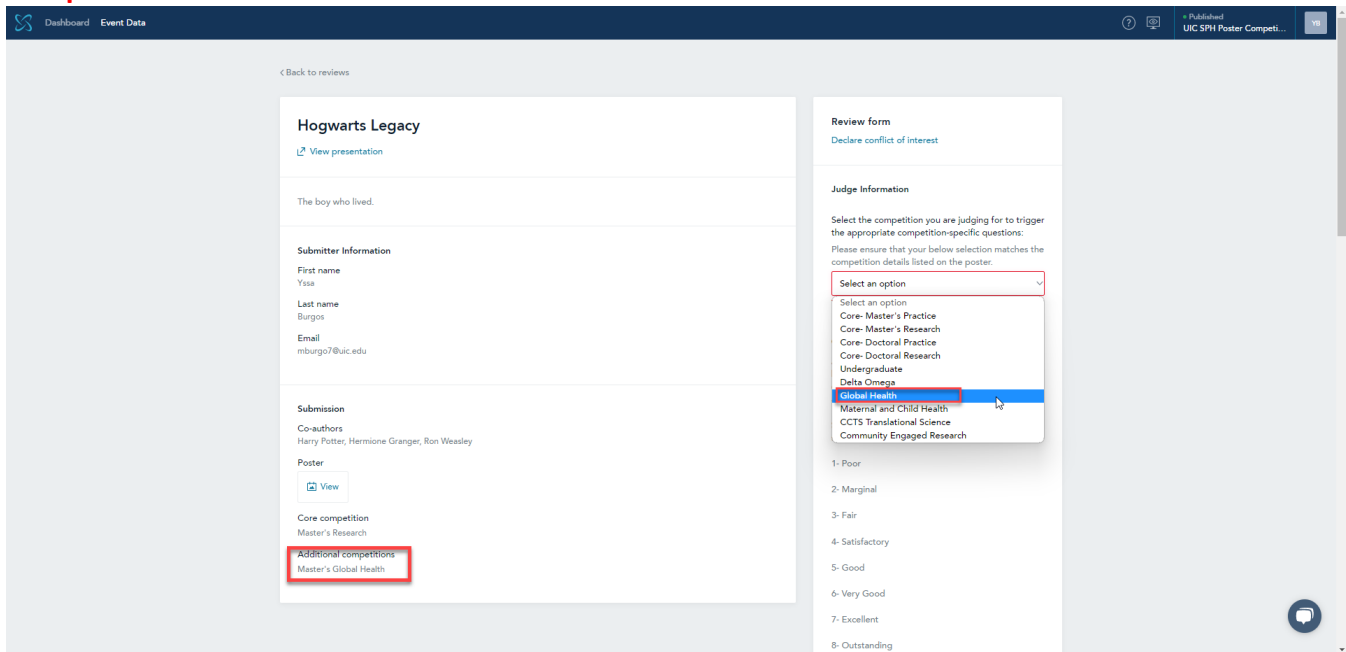 Dashboard Event Data
Published
UIC SPH Poster Competi...
YB
Back to reviews
Hogwarts Legacy
View presentation
The boy who lived.
Submitter Information
First name
Yssa
Last name
Burgos
Email
mburgo7@uic.edu
Submission
Co-authors
Harry Potter, Hermione Granger, Ron Weasley
Poster
View
Core competition
Master's Research
Additional competitions
Master's Global Health
Review form
Declare conflict of interest
Judge Information
Select the competition you are judging for to trigger
the appropriate competition-specific questions:
Please ensure that your below selection matches the
competition details listed on the poster.
Select an option
Select an option
Core- Master's Practice
Core- Master's Research
Core- Doctoral Practice
Core- Doctoral Research
Undergraduate
Delta Omega
Global Health
Maternal and Child Health
CCTS Translational Science
Community Engaged Research
1- Poor
2- Marginal
3- Fair
4- Satisfactory
5- Good
6- Very Good
7- Excellent
8- Outstanding